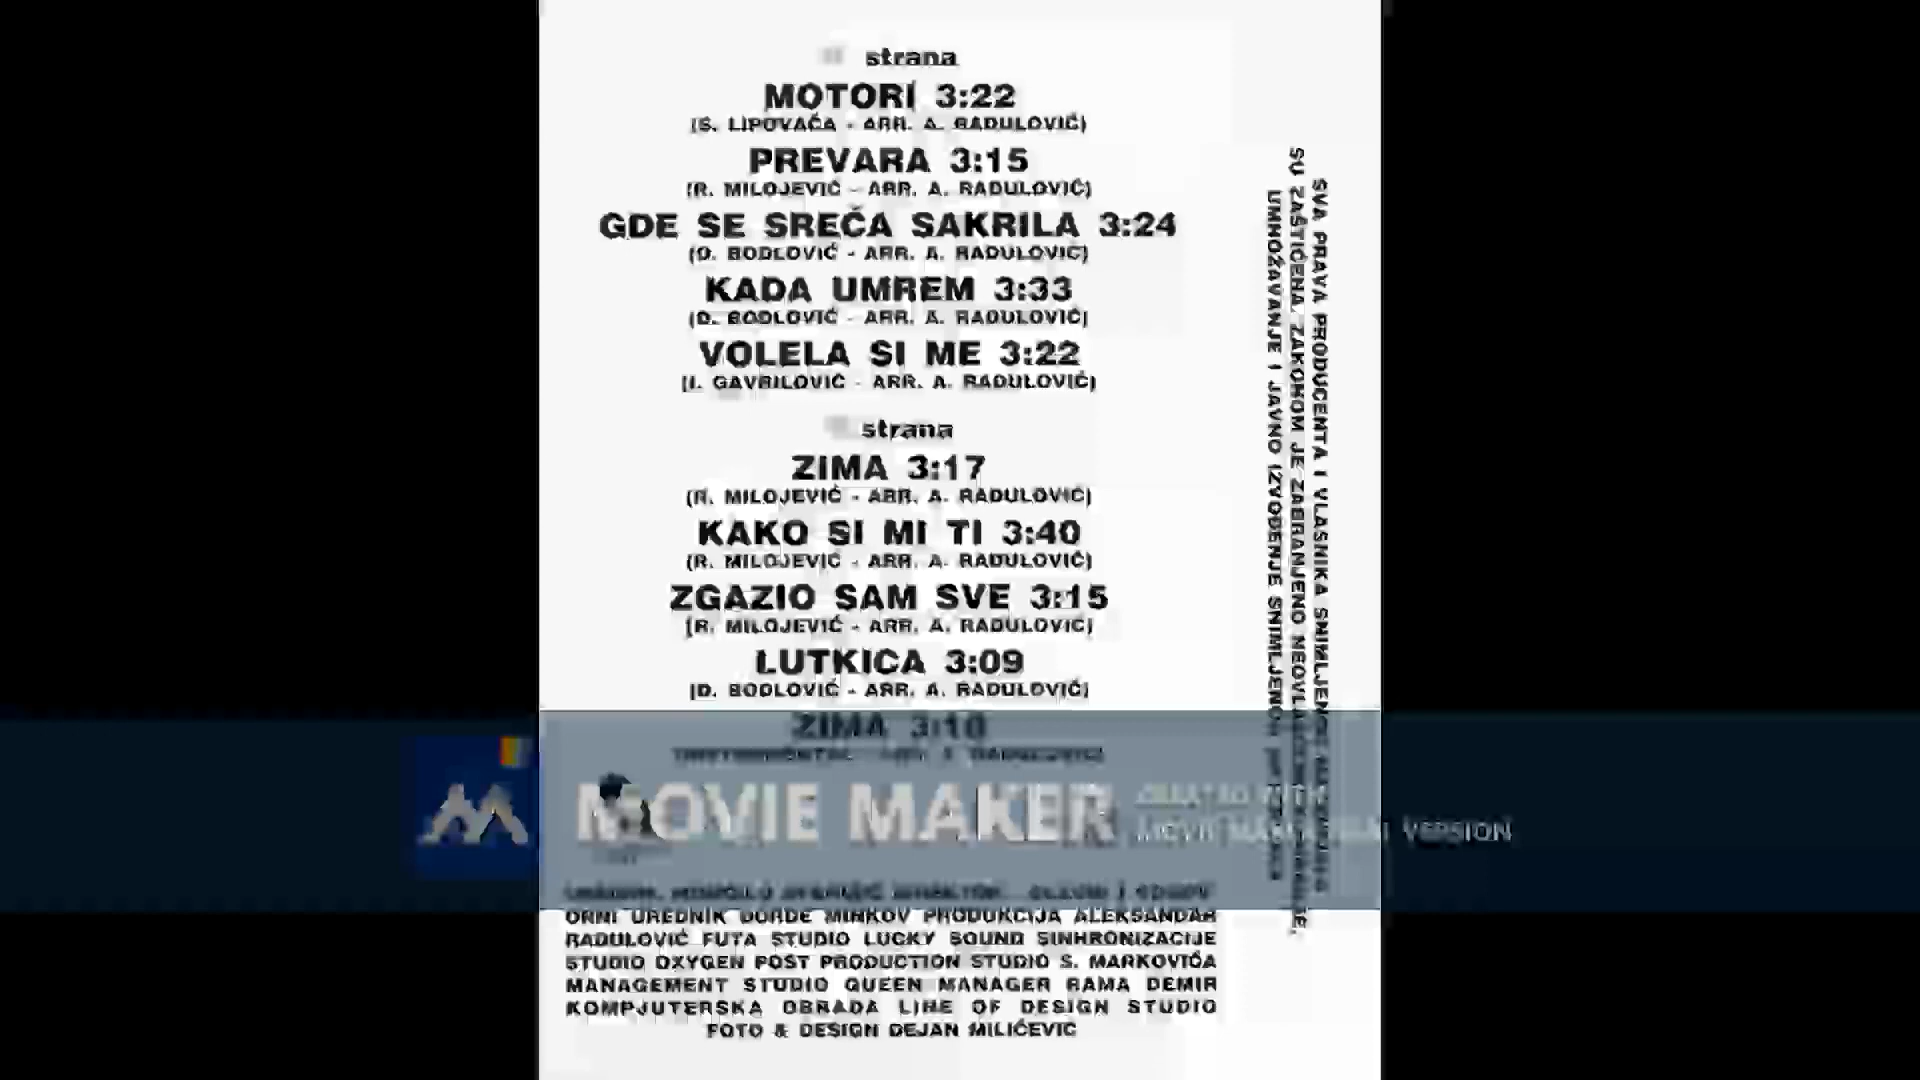 strana
MOTORI 3:22
(S. LIPOVAČA - ARR. A. RADULOVIĆ)
PREVARA 3:15
(R. MILOJEVIĆ - ARR. A. RADULOVIĆ)
GDE SE SREČA SAKRILA 3:24
(D. BODLOVIĆ - ARR. A. RADULOVIĆ)
KADA UMREM 3:33
(D. BODLOVIĆ - ARR. A. RADULOVIĆ)
VOLELA SI ME 3:22
(I. GAVRILOVIĆ - ARR. A. RADULOVIĆ)
strana
ZIMA 3:17
(R. MILOJEVIĆ - ARR. A. RADULOVIĆ)
KAKO SI MI TI 3:40
(R. MILOJEVIĆ - ARR. A. RADULOVIĆ)
ZGAZIO SAM SVE 3:15
(R. MILOJEVIĆ - ARR. A. RADULOVIĆ)
LUTKICA 3:09
(D. BODLOVIĆ - ARR. A. RADULOVIĆ)
ZIMA 3:18
MOVIE MAKER
VERSION
ORNI UREDNIK ĐORĐE MINKOV PRODUKCIJA ALEKSANDAR
RADULOVIĆ FUTA STUDIO LUCKY SOUND SINHRONIZACIJE
STUDIO OXYGEN POST PRODUCTION STUDIO S. MARKOVIĆA
MANAGEMENT STUDIO QUEEN MANAGER RAMA DEMIR
KOMPJUTERSKA OBRADA LINE OF DESIGN STUDIO
FOTO & DESIGN DEJAN MILIĆEVIĆ
SVA PRAVA PRODUCENTA I VLASNIKA SNIMLJENOG
SU ZAŠTIĆENA ZAKONOM JE ZABRANJENO
UMNOŽAVANJE I JAVNO IZVOĐENJE SNIMLJENOG